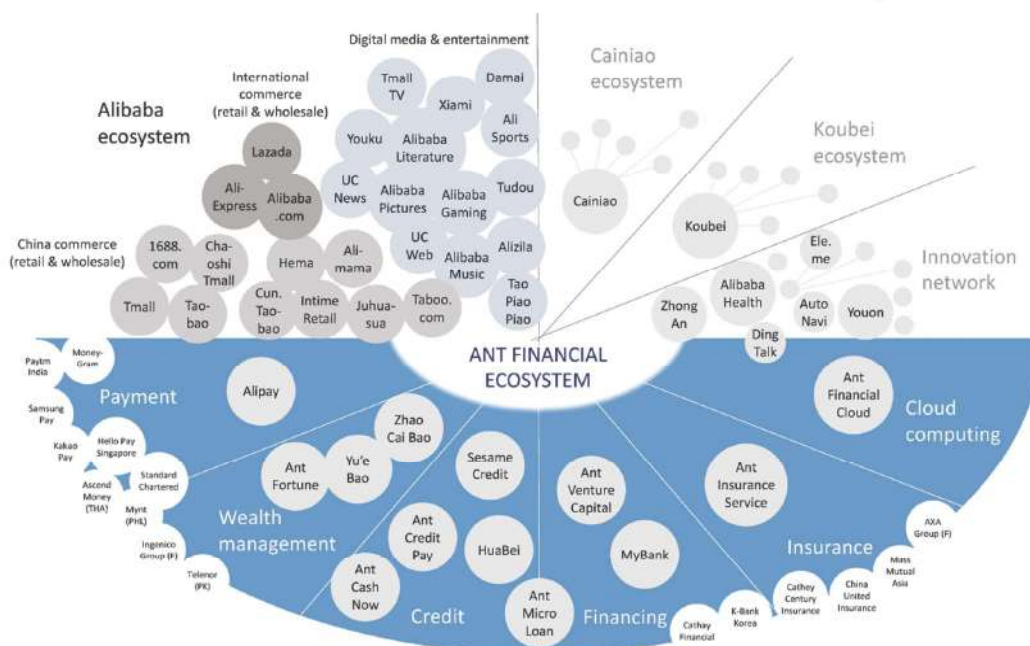 Digital media & entertainment
International
commerce
(retail & wholesale)
Alibaba
ecosystem
Tmall
TV
Xiami
Damai
Youku
Alibaba
Literature
Ali
Sports
Lazada
UC
News
Alibaba
Pictures
Alibaba
Gaming
Tudou
Ali-
Express
Alibaba
.com
UC
Web
Alibaba
Music
Alizila
Tao
Piao
Piao
China commerce
(retail & wholesale)
1688.
com
Cha-
oshi
Tmall
Hema
Ali-
mama
Tmall
Tao-
bao
Cun.
Tao-
bao
Intime
Retail
Juhua-
sua
Taboo.
com
Cainiao
ecosystem
Cainiao
Koubei
ecosystem
Koubei
Innovation
network
Ele.
me
Alibaba
Health
Zhong
An
Auto
Navi
Youon
Ding
Talk
ANT FINANCIAL
ECOSYSTEM
Payment
Alipay
Paytm
India
Money-
Gram
Samsung
Pay
Kakao
Pay
Hello Pay
Singapore
Ascend
Money
(THA)
Standard
Chartered
Mynt
(PHL)
Ingenico
Group (F)
Telenor
(PK)
Wealth
management
Ant
Fortune
Yu'e
Bao
Zhao
Cai Bao
Credit
Sesame
Credit
Ant
Credit
Pay
HuaBei
Ant
Cash
Now
Ant
Micro
Loan
Financing
Ant
Venture
Capital
MyBank
Cathay
Financial
K-Bank
Korea
Insurance
Ant
Insurance
Service
Cathey
Century
Insurance
China
United
Insurance
Mass
Mutual
Asia
AXA
Group (F)
Cloud
computing
Ant
Financial
Cloud